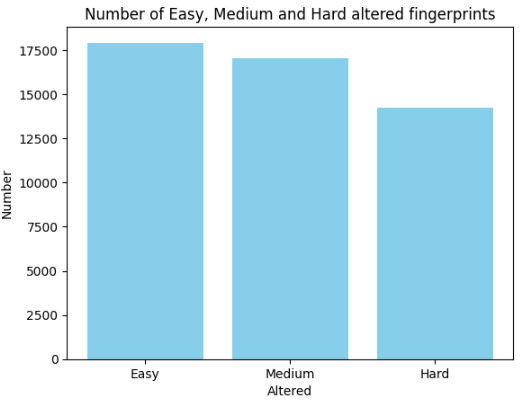 Number of Easy, Medium and Hard altered fingerprints
17500
15000
12500
10000
7500
5000
2500
0
Number
Easy Medium Hard
Altered